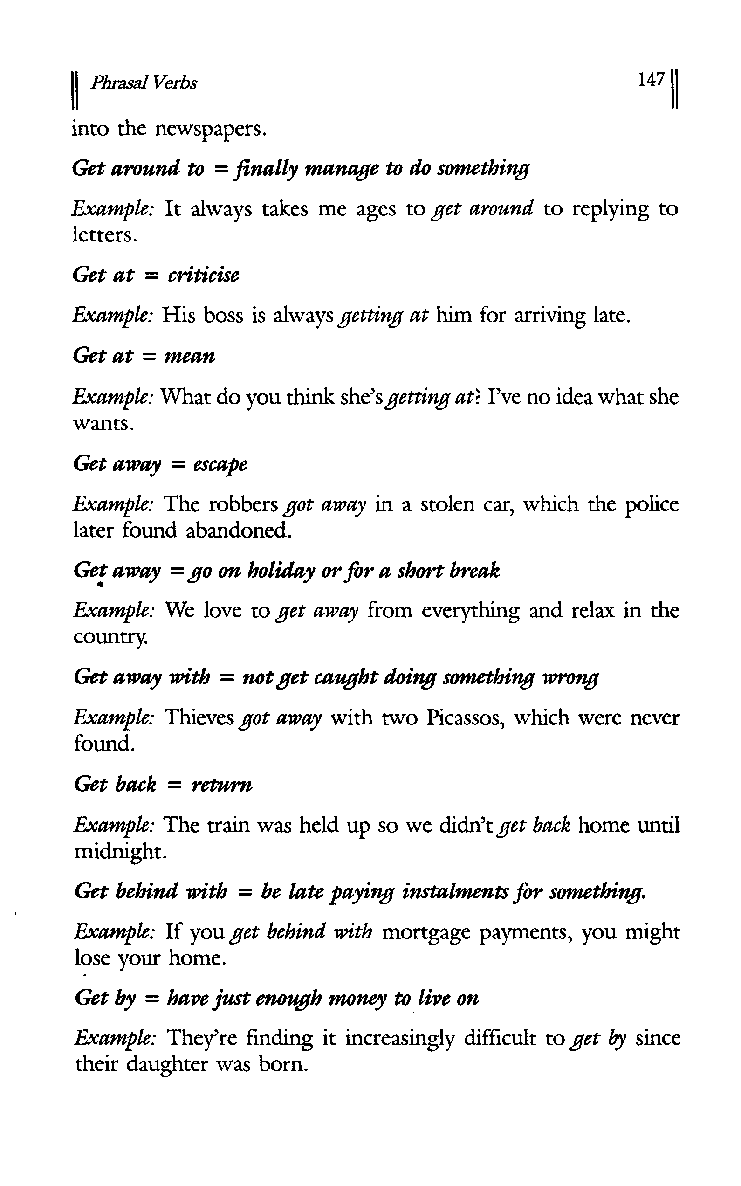 Phrasal Verbs 147
into the newspapers.
Get around to = finally manage to do something
Example: It always takes me ages to get around to replying to
letters.
Get at = criticise
Example: His boss is always getting at him for arriving late.
Get at = mean
Example: What do you think she's getting at? I've no idea what she
wants.
Get away = escape
Example: The robbers got away in a stolen car, which the police
later found abandoned.
Get away = go on holiday or for a short break
Example: We love to get away from everything and relax in the
country.
Get away with = not get caught doing something wrong
Example: Thieves got away with two Picassos, which were never
found.
Get back = return
Example: The train was held up so we didn't get back home until
midnight.
Get behind with = be late paying instalments for something.
Example: If you get behind with mortgage payments, you might
lose your home.
Get by = have just enough money to live on
Example: They're finding it increasingly difficult to get by since
their daughter was born.